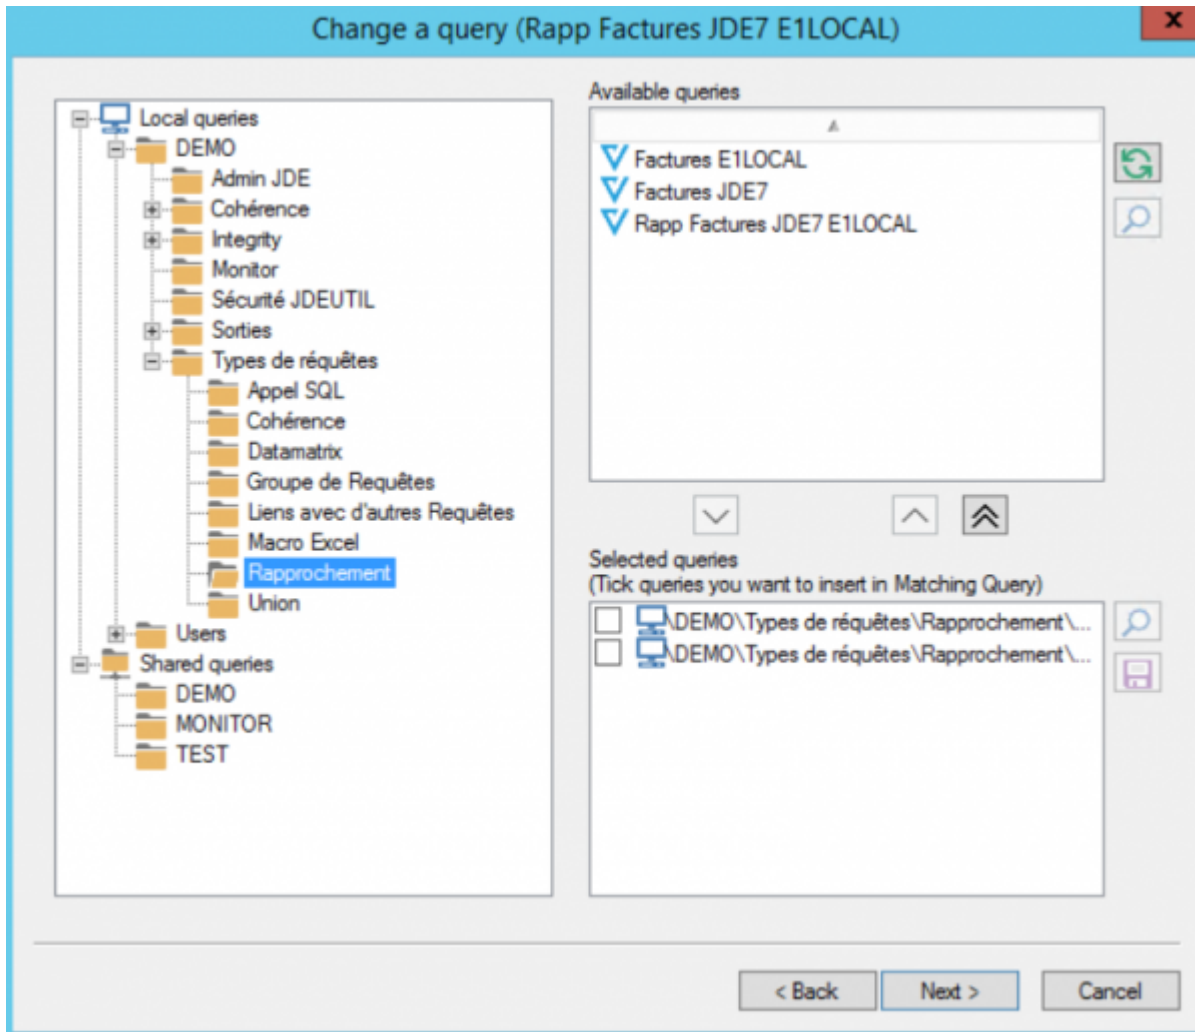 Change a query (Rapp Factures JDE7 E1LOCAL)
x
Local queries
DEMO
Admin JDE
Cohérence
Integrity
Monitor
Sécurité JDEUTIL
Sorties
Types de réquêtes
Appel SQL
Cohérence
Datamatrix
Groupe de Requêtes
Liens avec d'autres Requêtes
Macro Excel
Rapprochement
Union
Users
Shared queries
DEMO
MONITOR
TEST
Available queries
Factures E1LOCAL
Factures JDE7
Rapp Factures JDE7 E1LOCAL
Selected queries
(Tick queries you want to insert in Matching Query)
\DEMO\Types de réquêtes\Rapprochement\...
\DEMO\Types de réquêtes\Rapprochement\...
< Back
Next >
Cancel